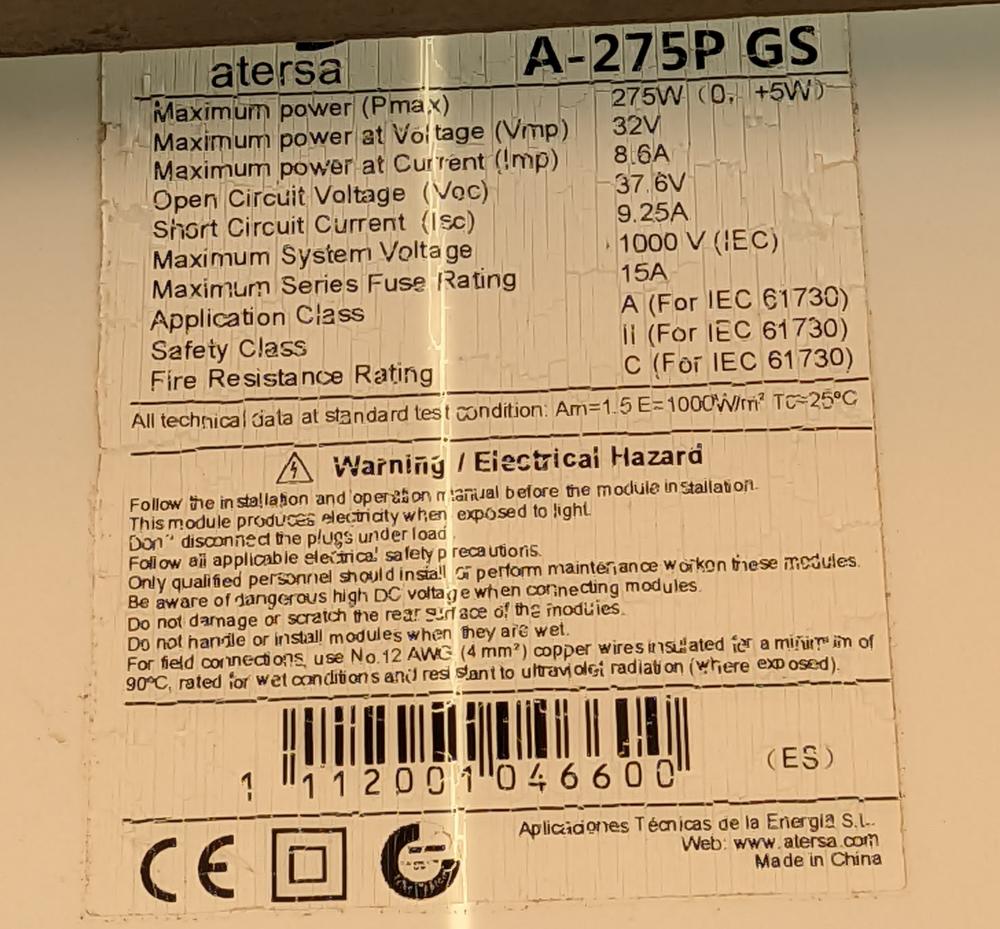 atersa A-275P GS
Maximum power (Pmax) 275W (0, +5W)
Maximum power at Voltage (Vmp) 32V
Maximum power at Current (Imp) 8.6A
Open Circuit Voltage (Voc) 37.6V
Short Circuit Current (Isc) 9.25A
Maximum System Voltage 1000 V (IEC)
Maximum Series Fuse Rating 15A
Application Class A (For IEC 61730)
Safety Class II (For IEC 61730)
Fire Resistance Rating C (For IEC 61730)
All technical data at standard test condition: Am=1.5 E=1000W/m² Tc=25ºC
Warning / Electrical Hazard
Follow the installation and operation manual before the module installation.
This module produces electricity when exposed to light.
Don't disconnect the plugs under load
Follow all applicable electrical safety precautions.
Only qualified personnel should install or perform maintenance workon these modules.
Be aware of dangerous high DC voltage when connecting modules.
Do not damage or scratch the rear surface of the modules.
Do not handle or install modules when they are wet.
For field connections, use No.12 AWG (4 mm²) copper wires insulated for a minimum of
90ºC, rated for wet conditions and resistant to ultraviolet radiation (where exposed).
1 112001 046600
(ES)
Aplicaciones Técnicas de la Energía S.L.
Web: www.atersa.com
Made in China
CE